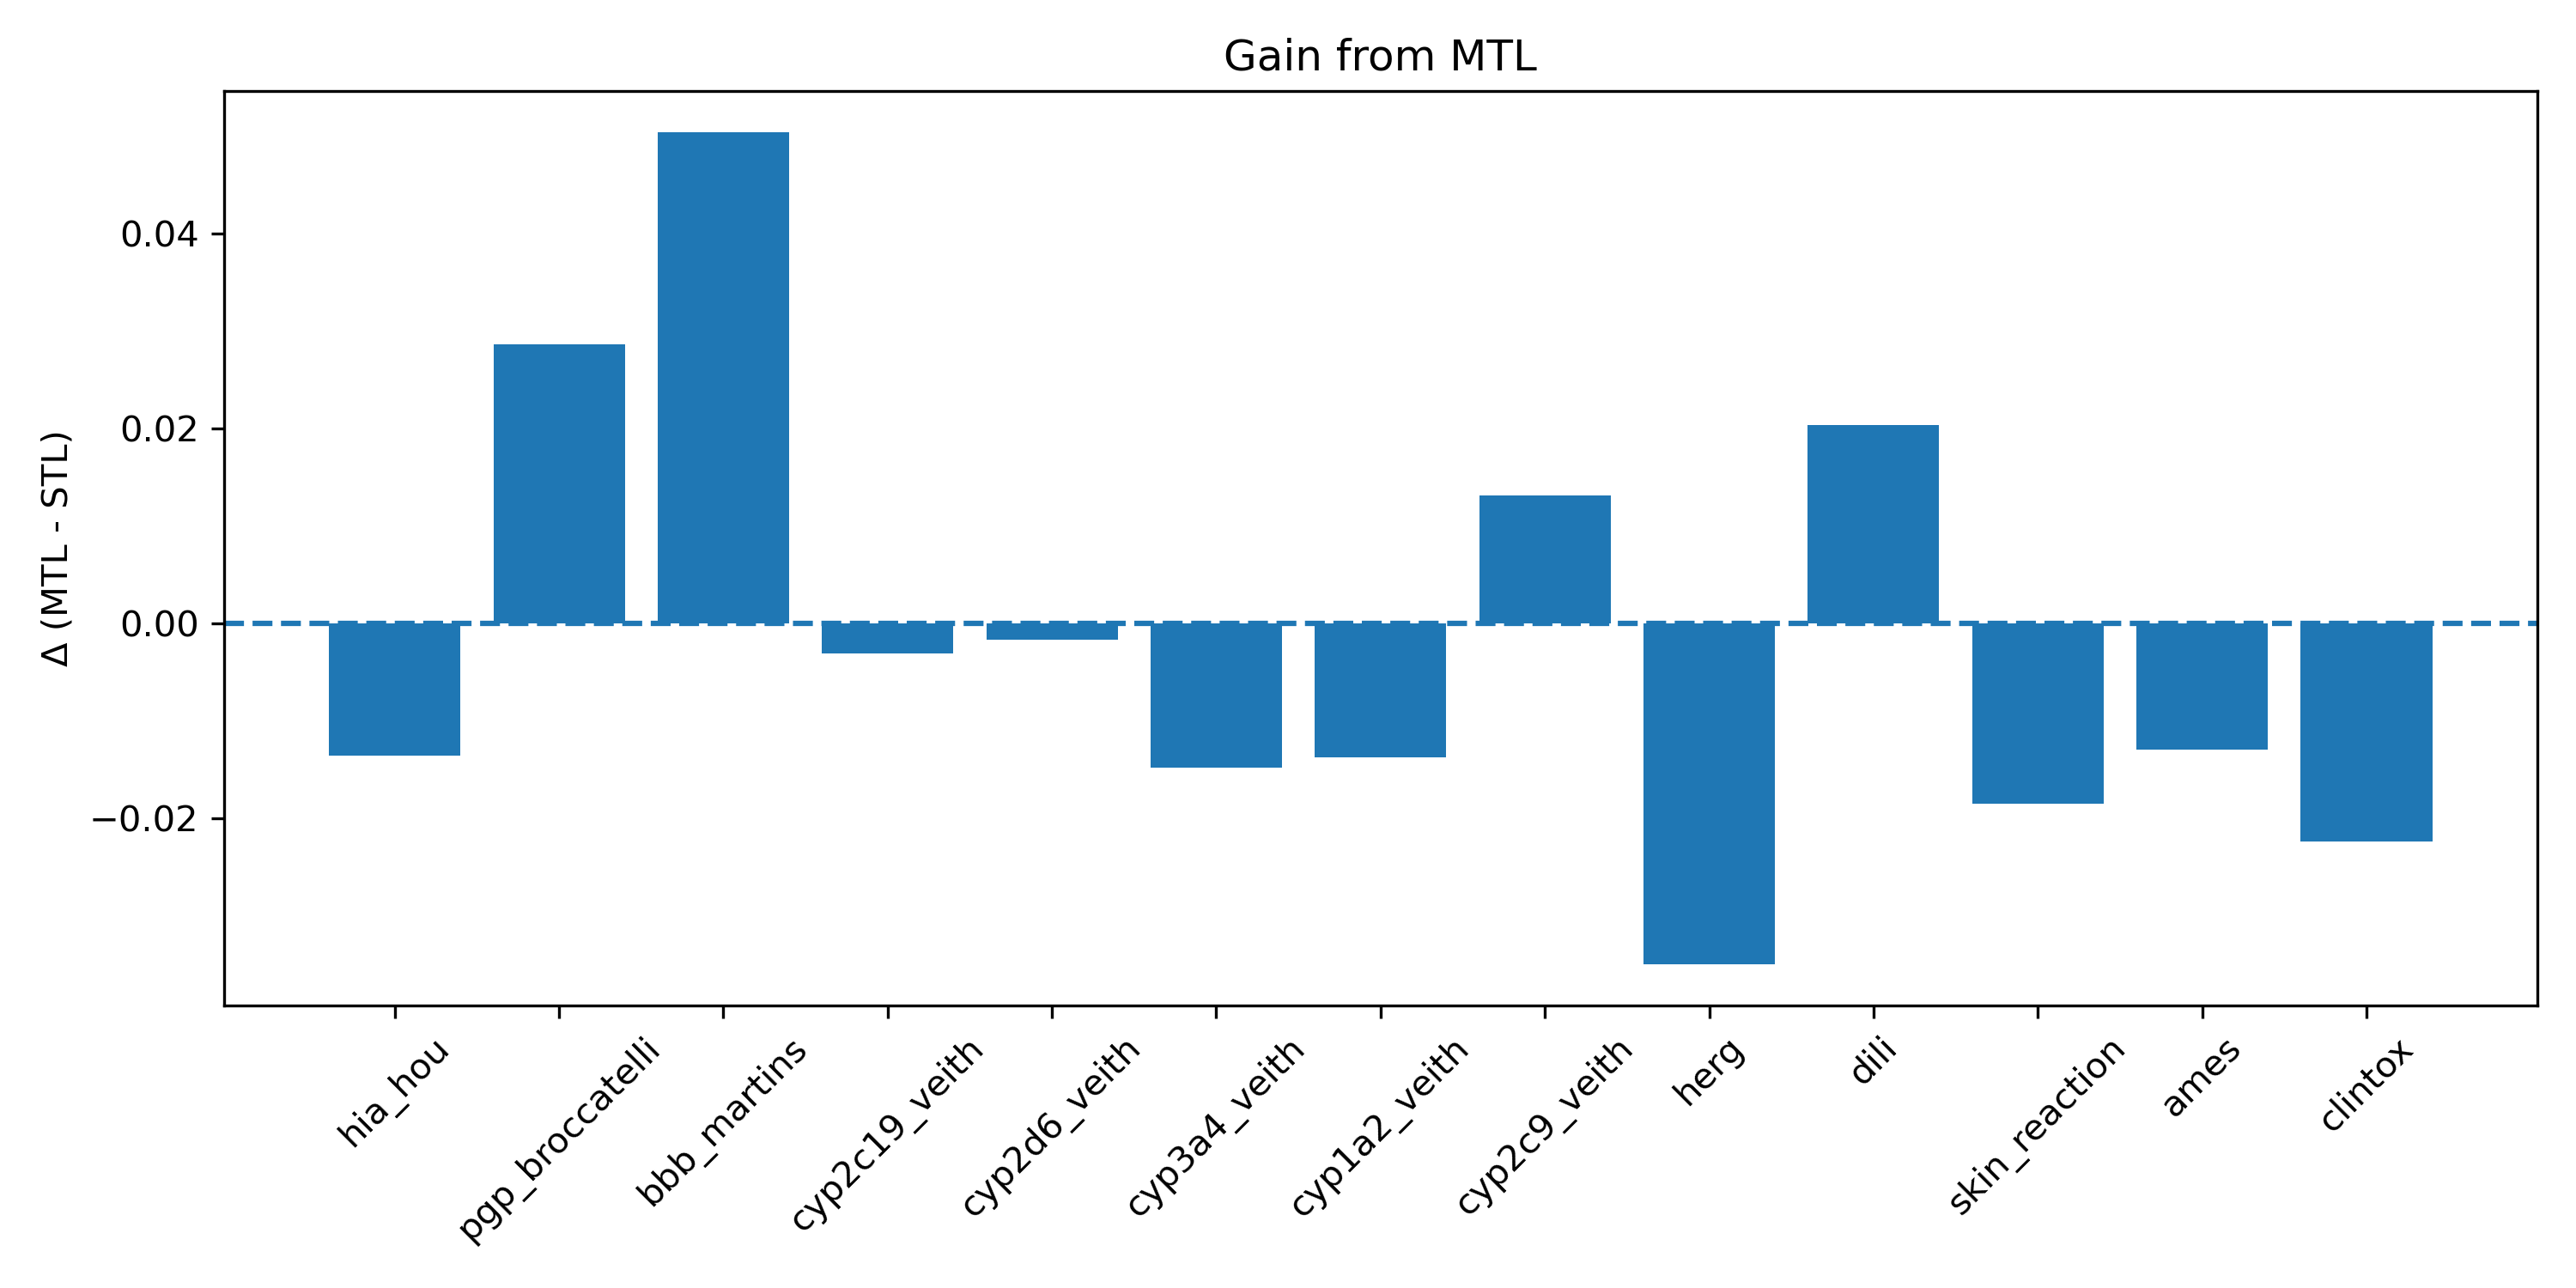 Gain from MTL
Δ (MTL - STL)
0.04
0.02
0.00
−0.02
hia_hou
pgp_broccatelli
bbb_martins
cyp2c19_veith
cyp2d6_veith
cyp3a4_veith
cyp1a2_veith
cyp2c9_veith
herg
dili
skin_reaction
ames
clintox